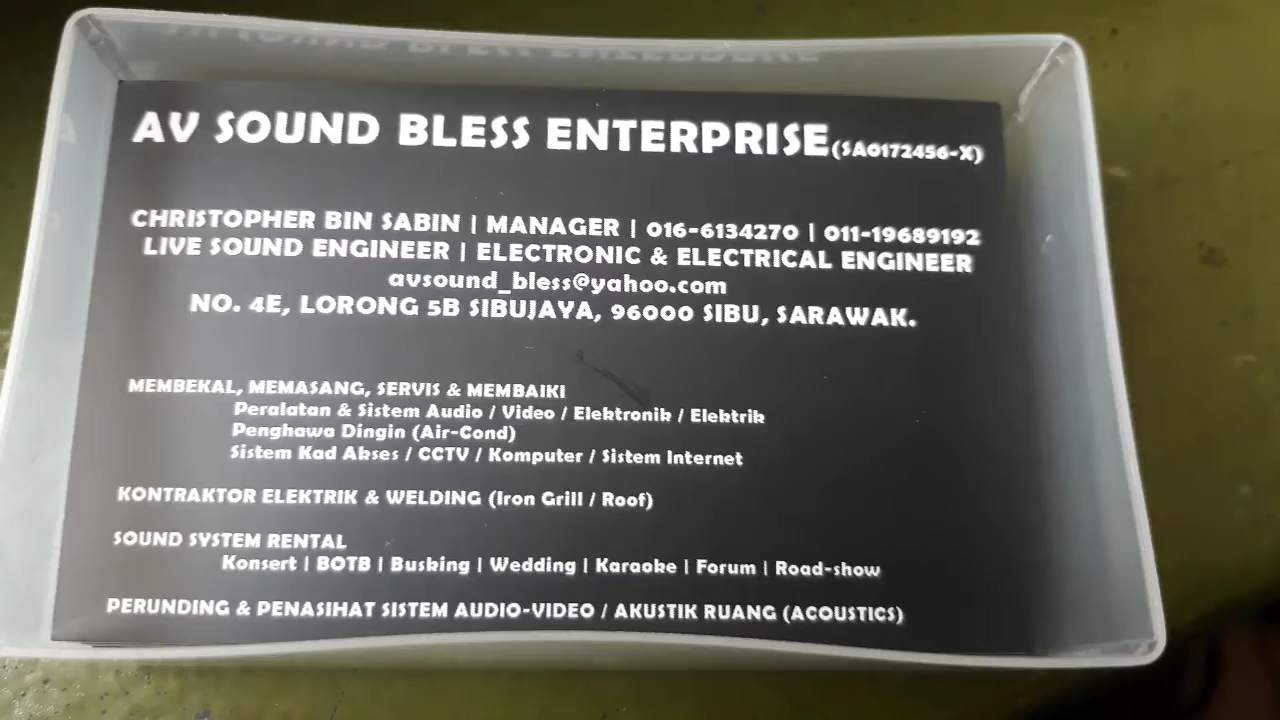 AV SOUND BLESS ENTERPRISE(SA0172456-X)
CHRISTOPHER BIN SABIN | MANAGER | 016-6134270 | 011-19689192
LIVE SOUND ENGINEER | ELECTRONIC & ELECTRICAL ENGINEER
avsound_bless@yahoo.com
NO. 4E, LORONG 5B SIBUJAYA, 96000 SIBU, SARAWAK.
MEMBEKAL, MEMASANG, SERVIS & MEMBAIKI
Peralatan & Sistem Audio / Video / Elektronik / Elektrik
Penghawa Dingin (Air-Cond)
Sistem Kad Akses / CCTV / Komputer / Sistem Internet
KONTRAKTOR ELEKTRIK & WELDING (Iron Grill / Roof)
SOUND SYSTEM RENTAL
Konsert | BOTB | Busking | Wedding | Karaoke | Forum | Road-show
PERUNDING & PENASIHAT SISTEM AUDIO-VIDEO / AKUSTIK RUANG (ACOUSTICS)